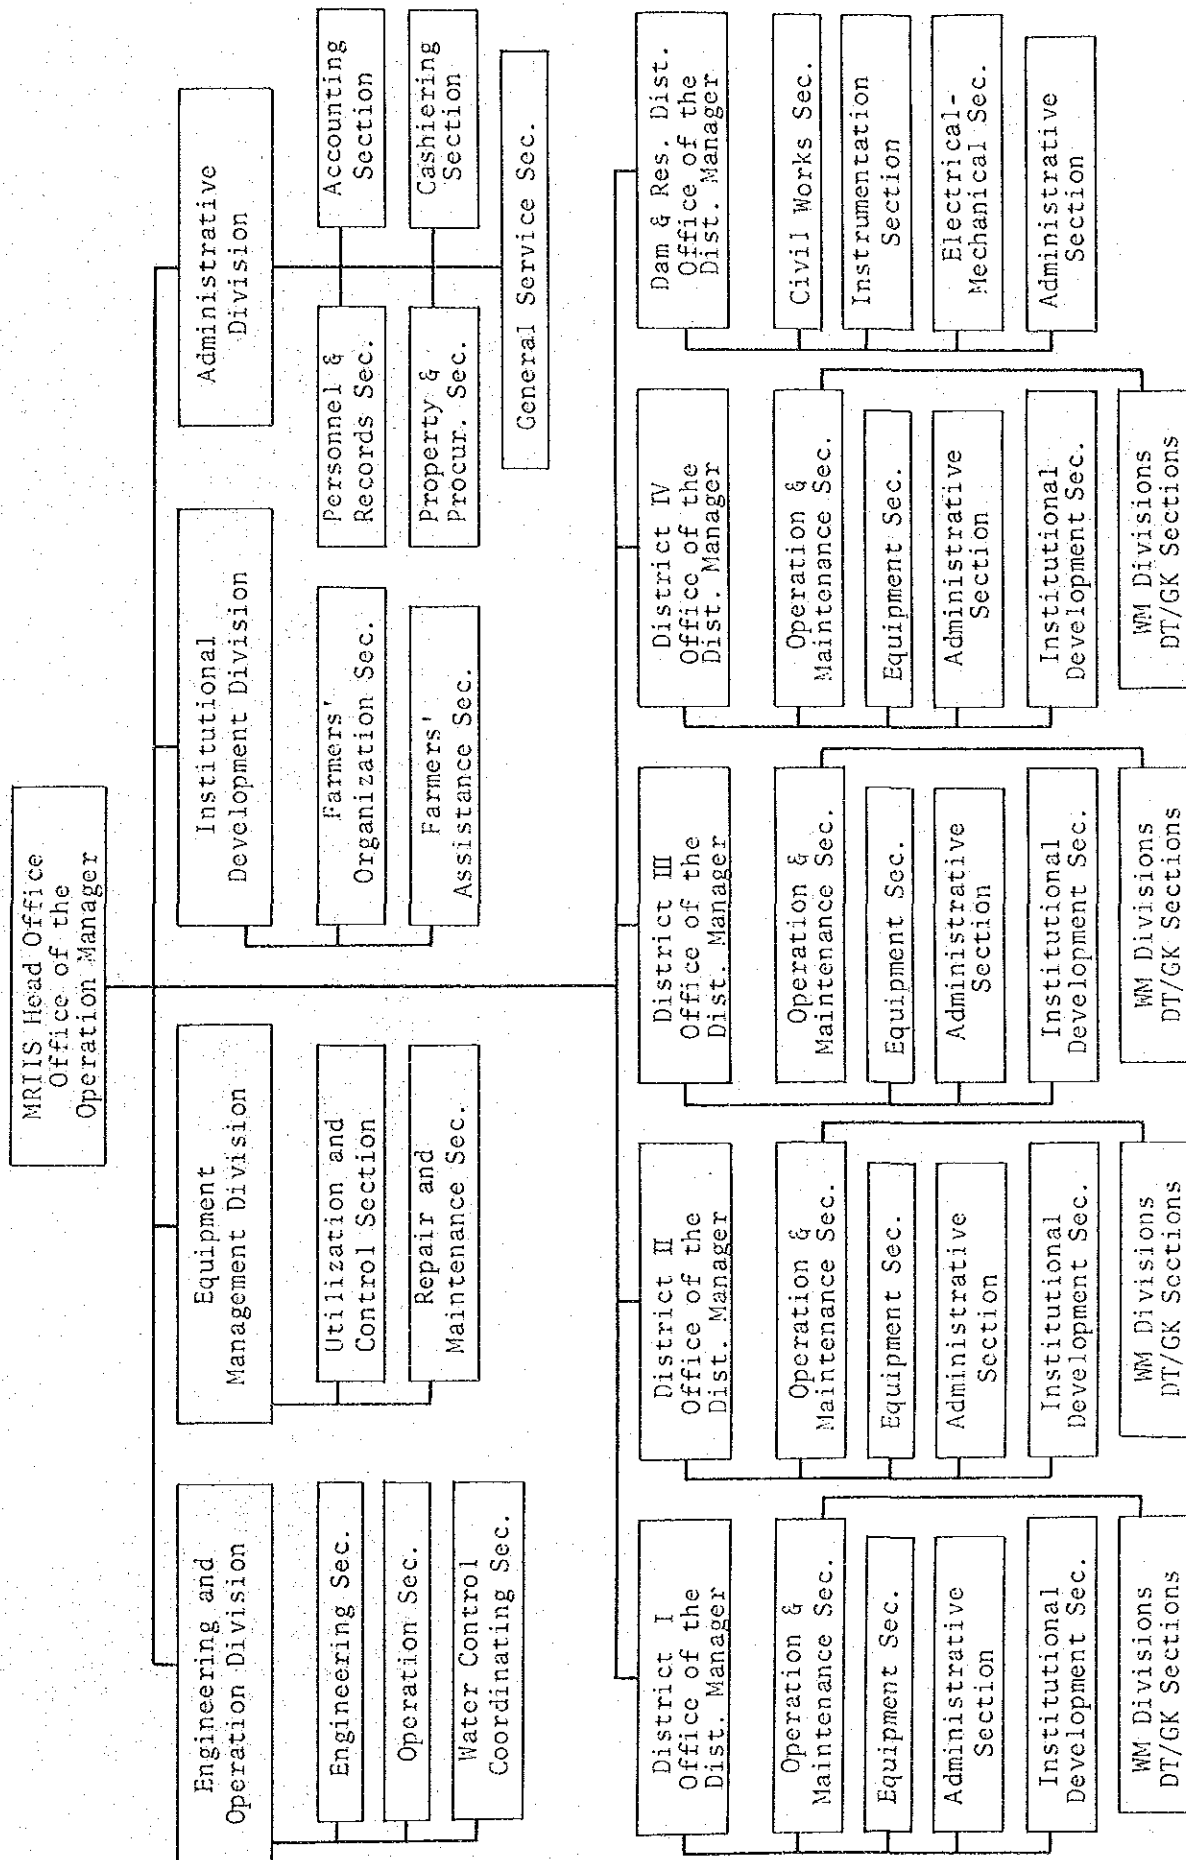 MRIIS Head Office
Office of the
Operation Manager
Engineering and
Operation Division
Engineering Sec.
Operation Sec.
Water Control
Coordinating Sec.
Equipment
Management Division
Utilization and
Control Section
Repair and
Maintenance Sec.
Institutional
Development Division
Farmers'
Organization Sec.
Farmers'
Assistance Sec.
Administrative
Division
Personnel &
Records Sec.
Accounting
Section
Property &
Procur. Sec.
Cashiering
Section
General Service Sec.
District I
Office of the
Dist. Manager
Operation &
Maintenance Sec.
Equipment Sec.
Administrative
Section
Institutional
Development Sec.
WM Divisions
DT/GK Sections
District II
Office of the
Dist. Manager
Operation &
Maintenance Sec.
Equipment Sec.
Administrative
Section
Institutional
Development Sec.
WM Divisions
DT/GK Sections
District III
Office of the
Dist. Manager
Operation &
Maintenance Sec.
Equipment Sec.
Administrative
Section
Institutional
Development Sec.
WM Divisions
DT/GK Sections
District IV
Office of the
Dist. Manager
Operation &
Maintenance Sec.
Equipment Sec.
Administrative
Section
Institutional
Development Sec.
WM Divisions
DT/GK Sections
Dam & Res. Dist.
Office of the
Dist. Manager
Civil Works Sec.
Instrumentation
Section
Electrical-
Mechanical Sec.
Administrative
Section